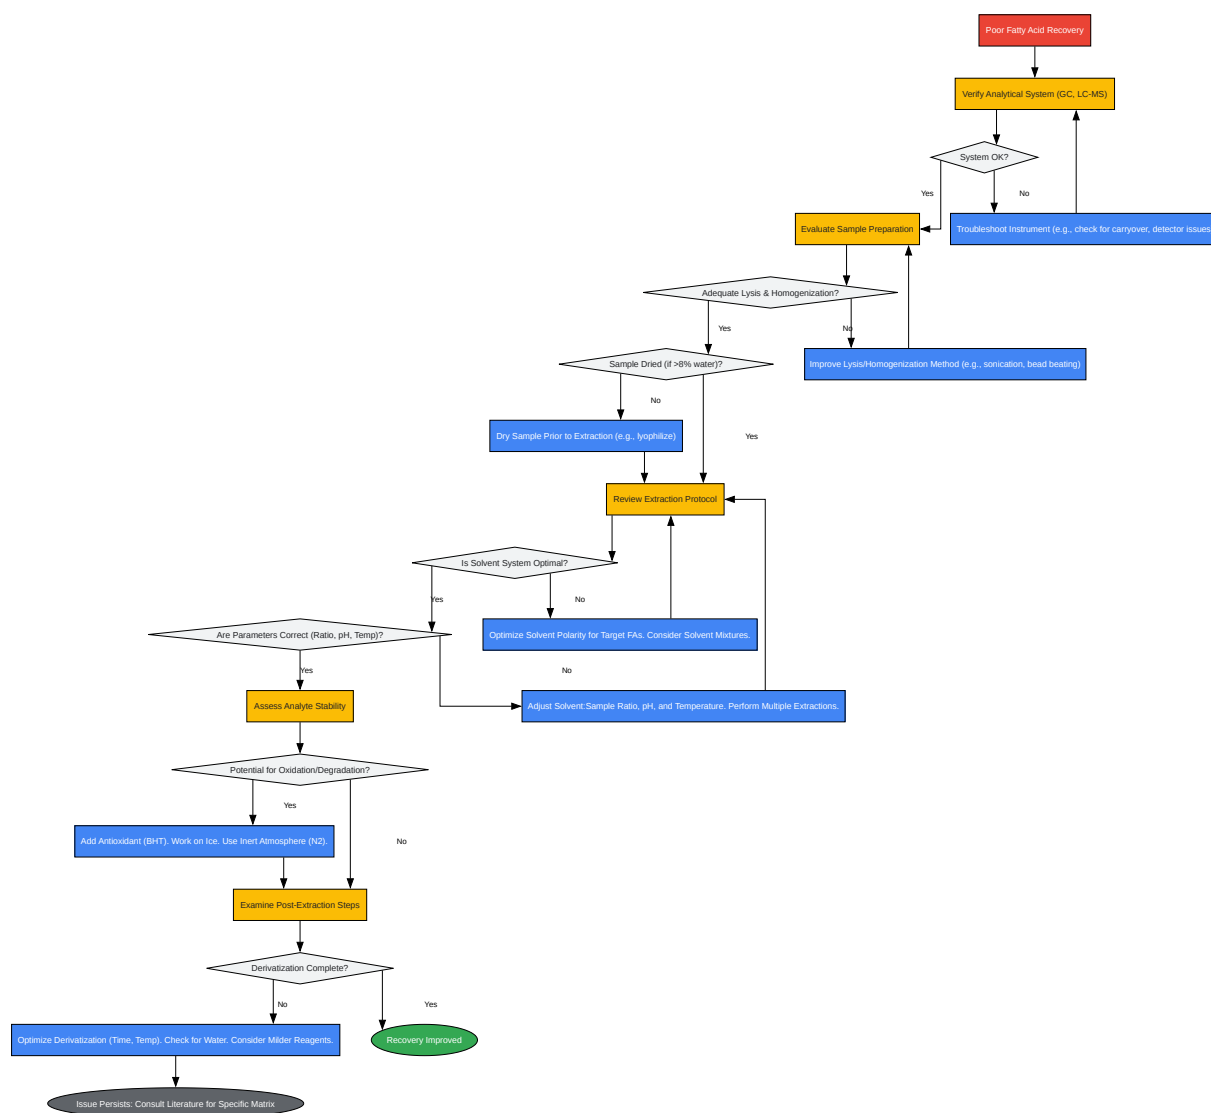 Poor Fatty Acid Recovery
Verify Analytical System (GC, LC-MS)
System OK?
Yes
No
Evaluate Sample Preparation
Troubleshoot Instrument (e.g., check for carryover, detector issues
Adequate Lysis & Homogenization?
Yes
No
Sample Dried (if >8% water)?
Improve Lysis/Homogenization Method (e.g., sonication, bead beating)
No
Dry Sample Prior to Extraction (e.g., lyophilize)
Yes
Review Extraction Protocol
Is Solvent System Optimal?
Yes
No
Are Parameters Correct (Ratio, pH, Temp)?
Optimize Solvent Polarity for Target FAs. Consider Solvent Mixtures.
Yes
No
Assess Analyte Stability
Adjust Solvent:Sample Ratio, pH, and Temperature. Perform Multiple Extractions.
Potential for Oxidation/Degradation?
Yes
Add Antioxidant (BHT). Work on Ice. Use Inert Atmosphere (N2).
No
Examine Post-Extraction Steps
Derivatization Complete?
No
Yes
Optimize Derivatization (Time, Temp). Check for Water. Consider Milder Reagents.
Recovery Improved
Issue Persists: Consult Literature for Specific Matrix